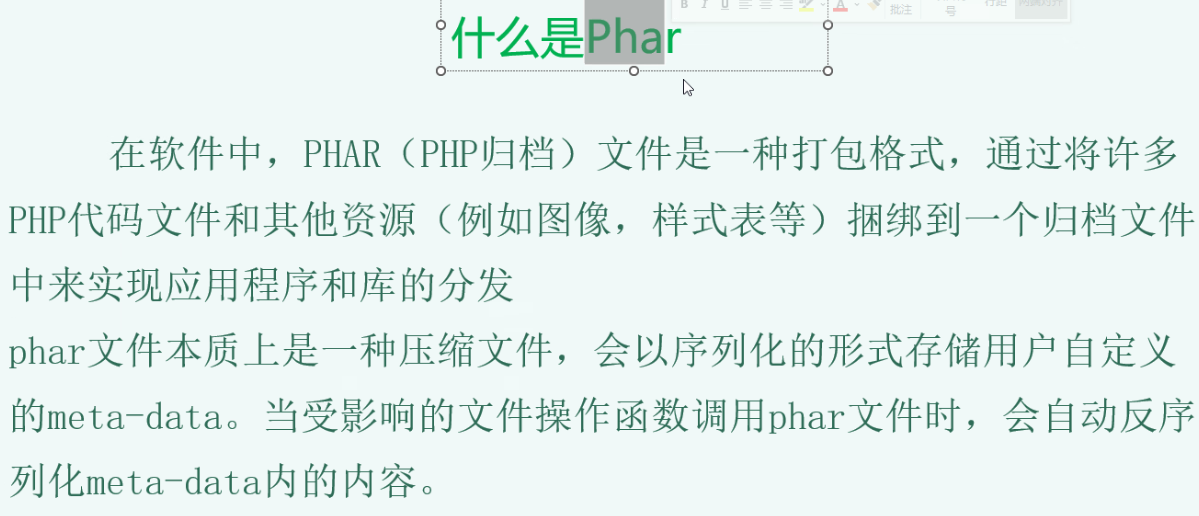 B I U A 批注
什么是Phar
在软件中，PHAR（PHP归档）文件是一种打包格式，通过将许多
PHP代码文件和其他资源（例如图像，样式表等）捆绑到一个归档文件
中来实现应用程序和库的分发
phar文件本质上是一种压缩文件，会以序列化的形式存储用户自定义
的meta-data。当受影响的文件操作函数调用phar文件时，会自动反序
列化meta-data内的内容。